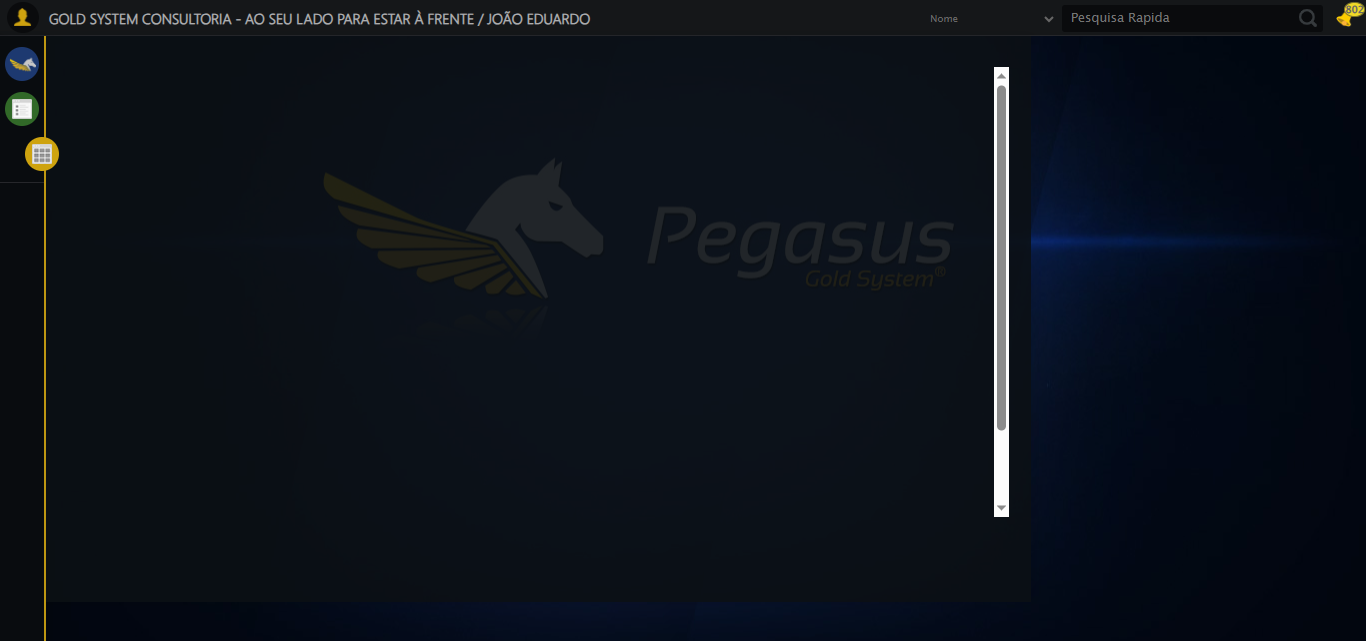 GOLD SYSTEM CONSULTORIA - AO SEU LADO PARA ESTAR À FRENTE / JOÃO EDUARDO
Nome
Pesquisa Rapida
802
Pegasus
Gold System®